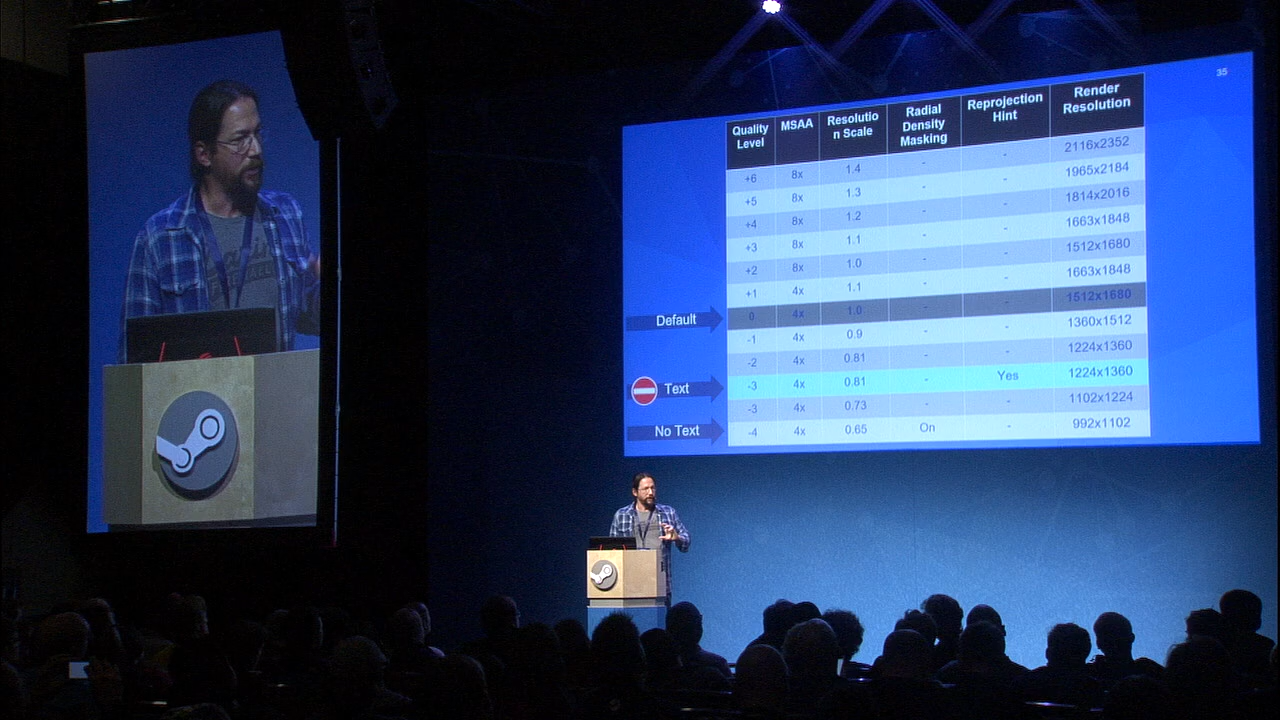 35
Quality Level MSAA Resolutio n Scale Radial Density Masking Reprojection Hint Render Resolution
+6 8x 1.4 - - 2116x2352
+5 8x 1.3 - - 1965x2184
+4 8x 1.2 - - 1814x2016
+3 8x 1.1 - - 1663x1848
+2 8x 1.0 - - 1512x1680
+1 4x 1.1 - - 1663x1848
Default 0 4x 1.0 - - 1512x1680
-1 4x 0.9 - - 1360x1512
-2 4x 0.81 - - 1224x1360
Text -3 4x 0.81 - Yes 1224x1360
-3 4x 0.73 - - 1102x1224
No Text -4 4x 0.65 On - 992x1102